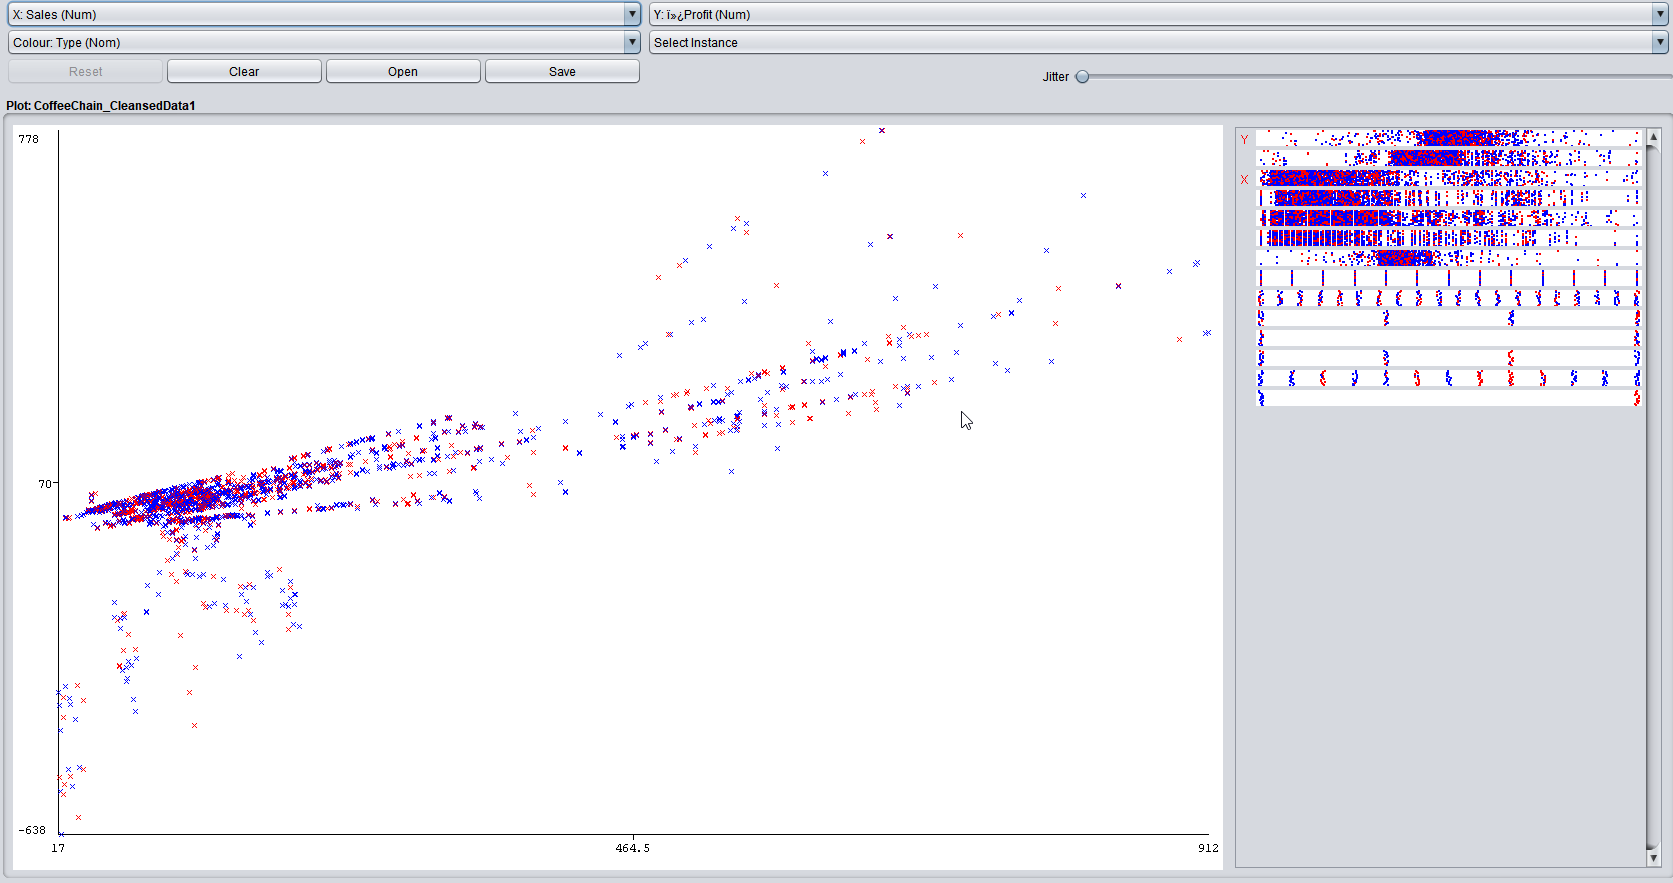 X: Sales (Num)
Y: ï»¿Profit (Num)
Colour: Type (Nom)
Select Instance
Reset
Clear
Open
Save
Jitter
Plot: CoffeeChain_CleansedData1
778
70
-638
17
464.5
912
Y
X